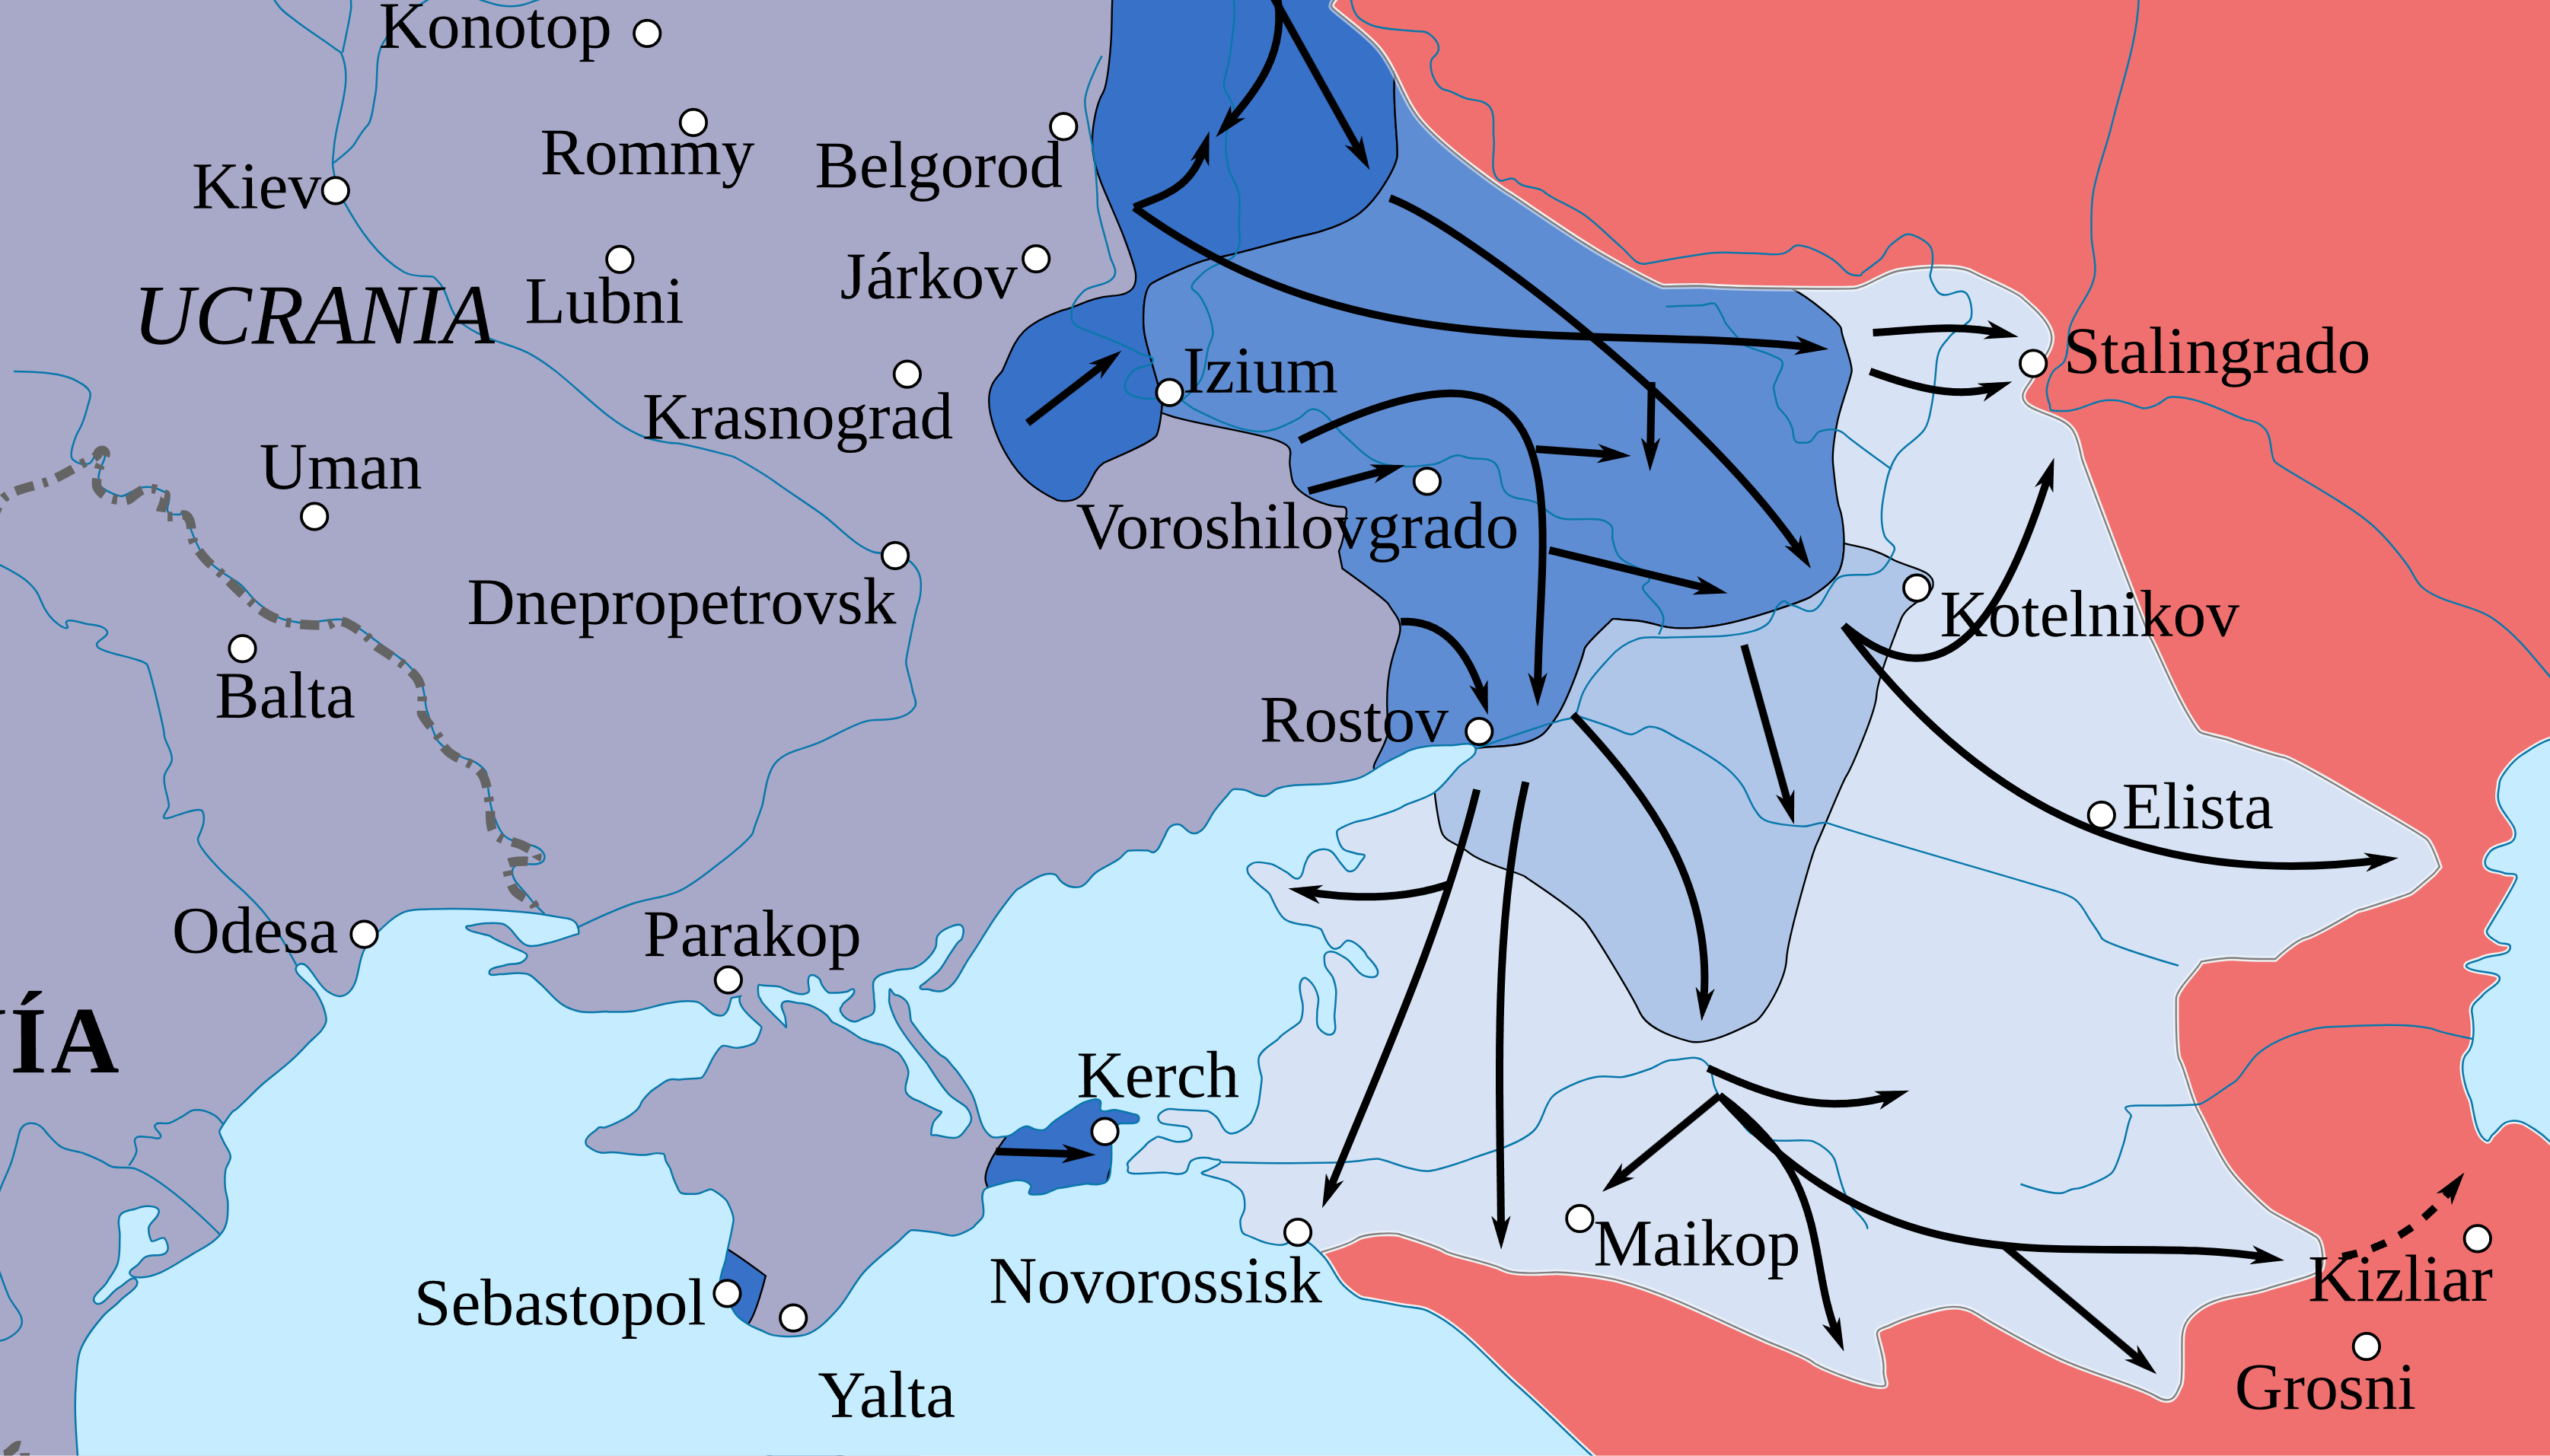 Konotop
Rommy
Belgorod
Kiev
Járkov
UCRANIA
Lubni
Izium
Stalingrado
Krasnograd
Uman
Voroshilovgrado
Dnepropetrovsk
Kotelnikov
Balta
Rostov
Elista
Odesa
Parakop
ÍA
Kerch
Maikop
Novorossisk
Kizliar
Sebastopol
Grosni
Yalta